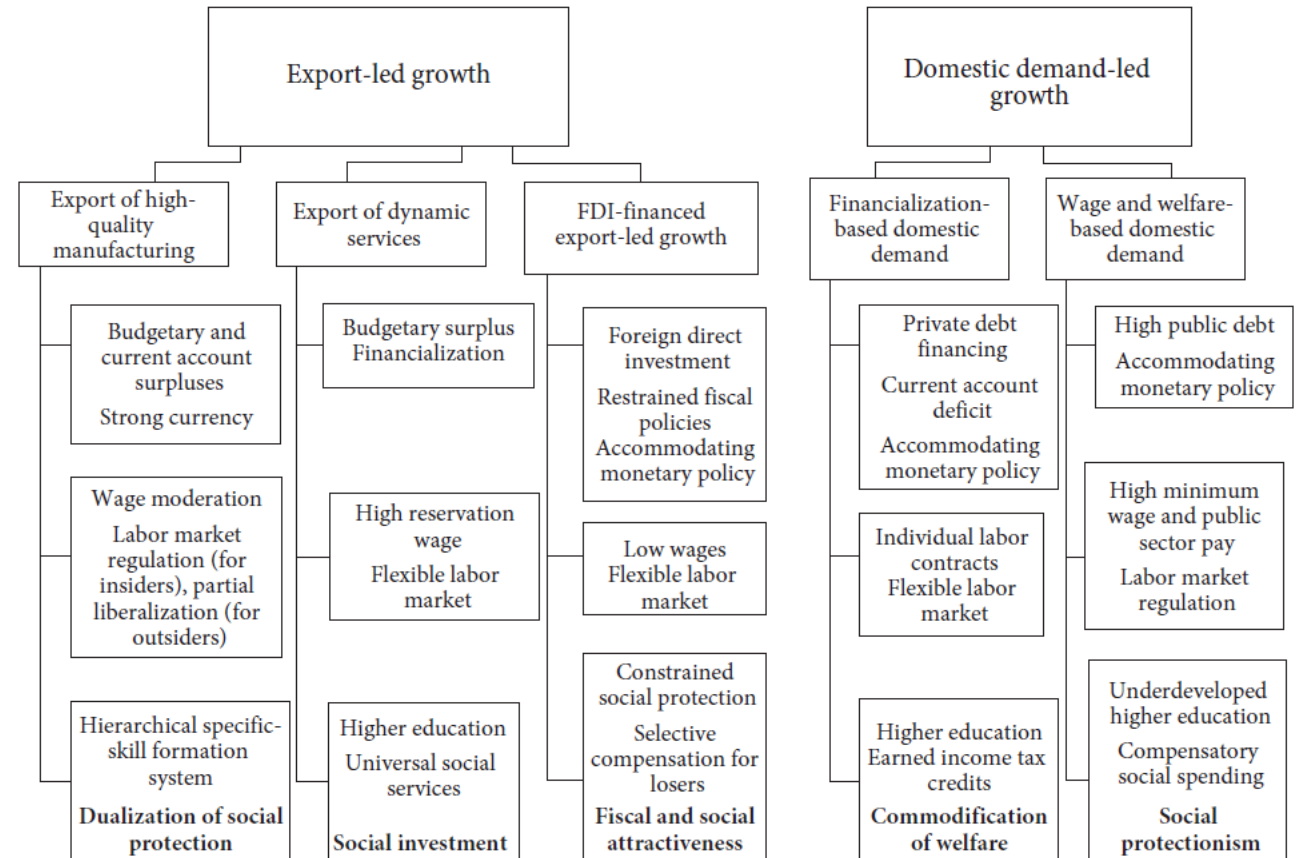 Export-led growth
Domestic demand-led
growth
Export of high-
quality
manufacturing
Export of dynamic
services
FDI-financed
export-led growth
Financialization-
based domestic
demand
Wage and welfare-
based domestic
demand
Budgetary and
current account
surpluses
Strong currency
Budgetary surplus
Financialization
Foreign direct
investment
Restrained fiscal
policies
Accommodating
monetary policy
Private debt
financing
Current account
deficit
Accommodating
monetary policy
High public debt
Accommodating
monetary policy
Wage moderation
Labor market
regulation (for
insiders), partial
liberalization (for
outsiders)
High reservation
wage
Flexible labor
market
Low wages
Flexible labor
market
Individual labor
contracts
Flexible labor
market
High minimum
wage and public
sector pay
Labor market
regulation
Hierarchical specific-
skill formation
system
Dualization of social
protection
Higher education
Universal social
services
Social investment
Constrained
social protection
Selective
compensation for
losers
Fiscal and social
attractiveness
Higher education
Earned income tax
credits
Commodification
of welfare
Underdeveloped
higher education
Compensatory
social spending
Social
protectionism